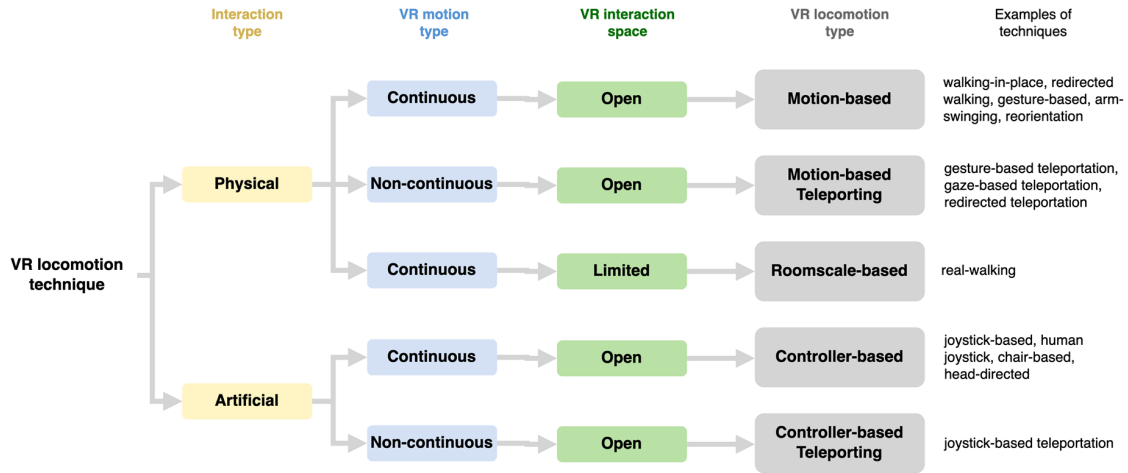 Interaction
type
VR motion
type
VR interaction
space
VR locomotion
type
Examples of
techniques
VR locomotion
technique
Physical
Continuous
Open
Motion-based
walking-in-place, redirected
walking, gesture-based, arm-
swinging, reorientation
Non-continuous
Open
Motion-based
Teleporting
gesture-based teleportation,
gaze-based teleportation,
redirected teleportation
Continuous
Limited
Roomscale-based
real-walking
Artificial
Continuous
Open
Controller-based
joystick-based, human
joystick, chair-based,
head-directed
Non-continuous
Open
Controller-based
Teleporting
joystick-based teleportation